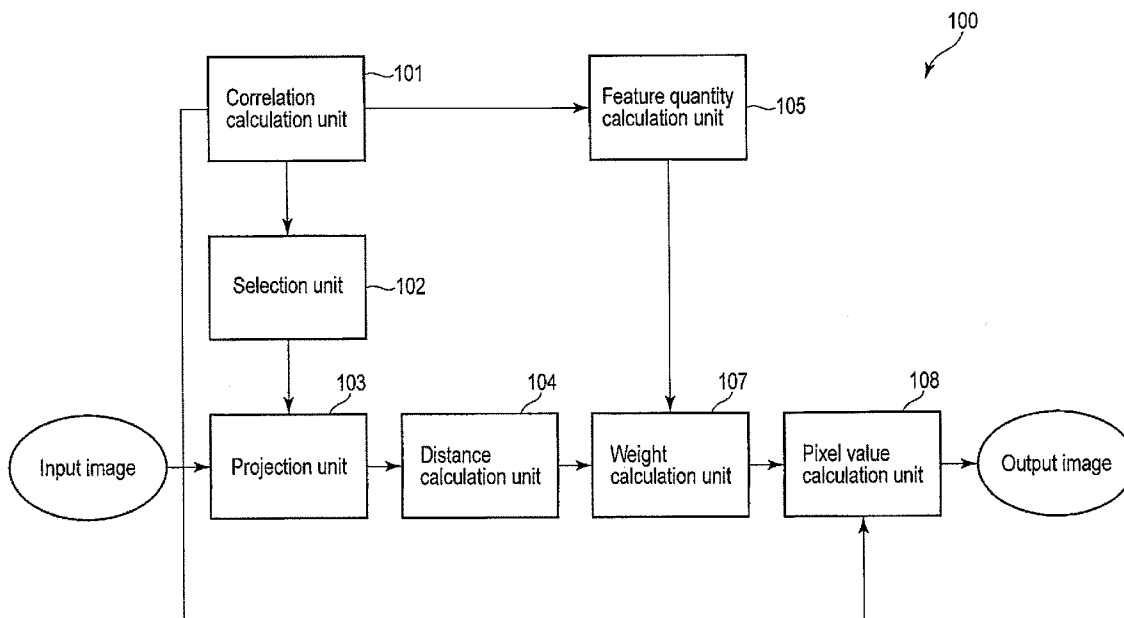 100
101
Correlation
calculation unit
Feature quantity
calculation unit
105
Selection unit
102
103
104
107
108
Input image
Projection unit
Distance
calculation unit
Weight
calculation unit
Pixel value
calculation unit
Output image